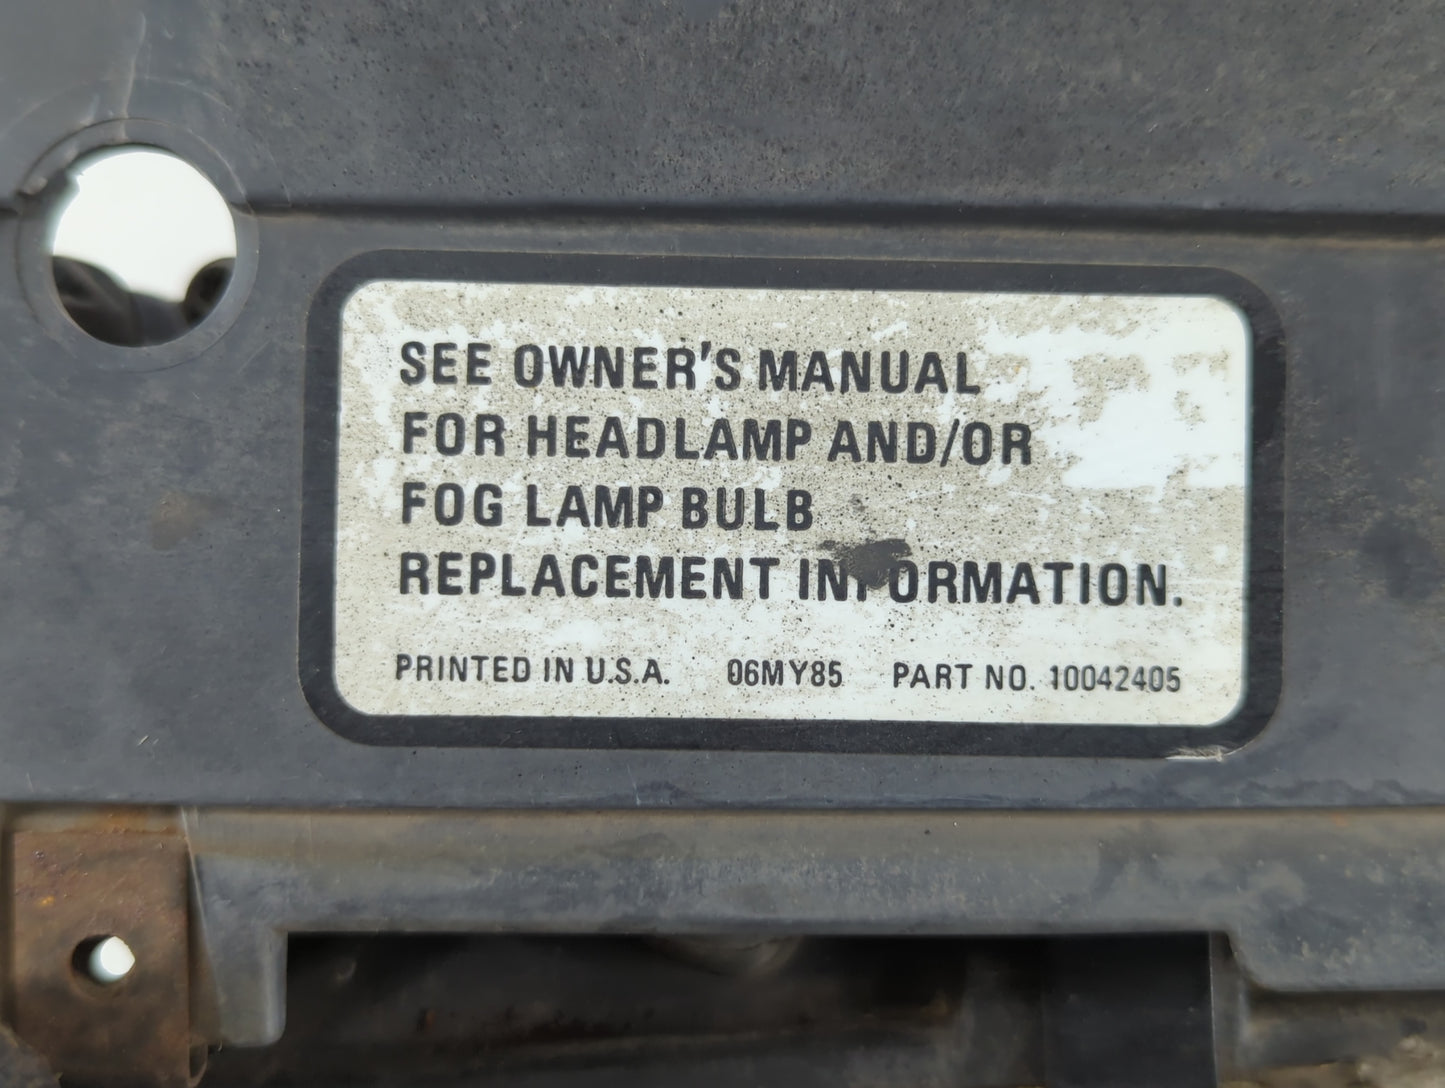 SEE OWNER'S MANUAL
FOR HEADLAMP AND/OR
FOG LAMP BULB
REPLACEMENT INFORMATION.
PRINTED IN U.S.A. 06MY85 PART NO. 10042405